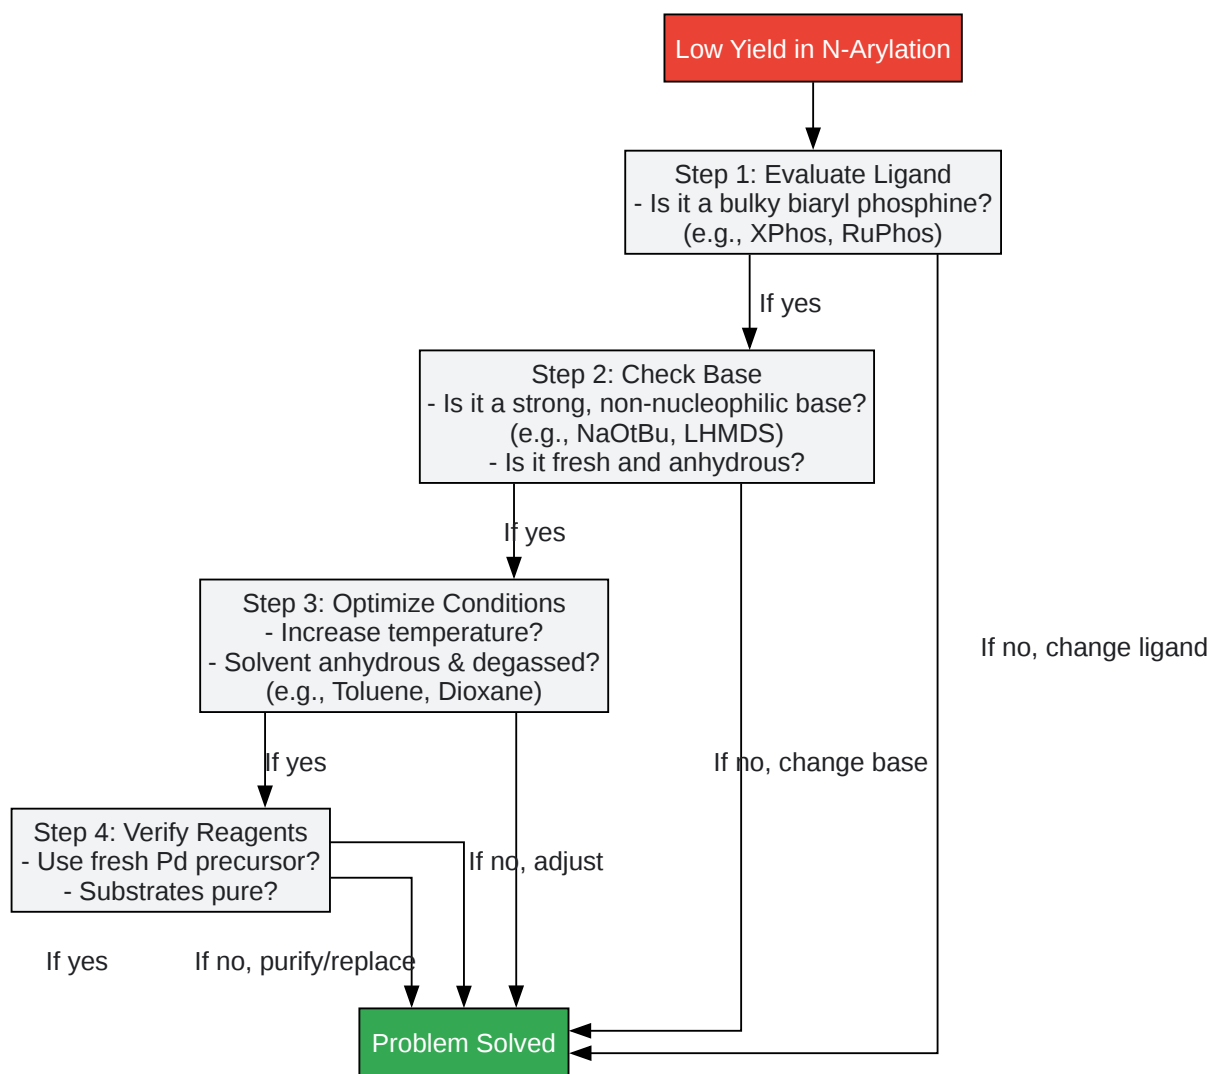 Low Yield in N-Arylation
Step 1: Evaluate Ligand
- Is it a bulky biaryl phosphine?
(e.g., XPhos, RuPhos)
If yes
Step 2: Check Base
- Is it a strong, non-nucleophilic base?
(e.g., NaOtBu, LHMDS)
- Is it fresh and anhydrous?
If yes
Step 3: Optimize Conditions
- Increase temperature?
- Solvent anhydrous & degassed?
(e.g., Toluene, Dioxane)
If no, change ligand
If yes
If no, change base
Step 4: Verify Reagents
- Use fresh Pd precursor?
- Substrates pure?
If no, adjust
If yes
If no, purify/replace
Problem Solved